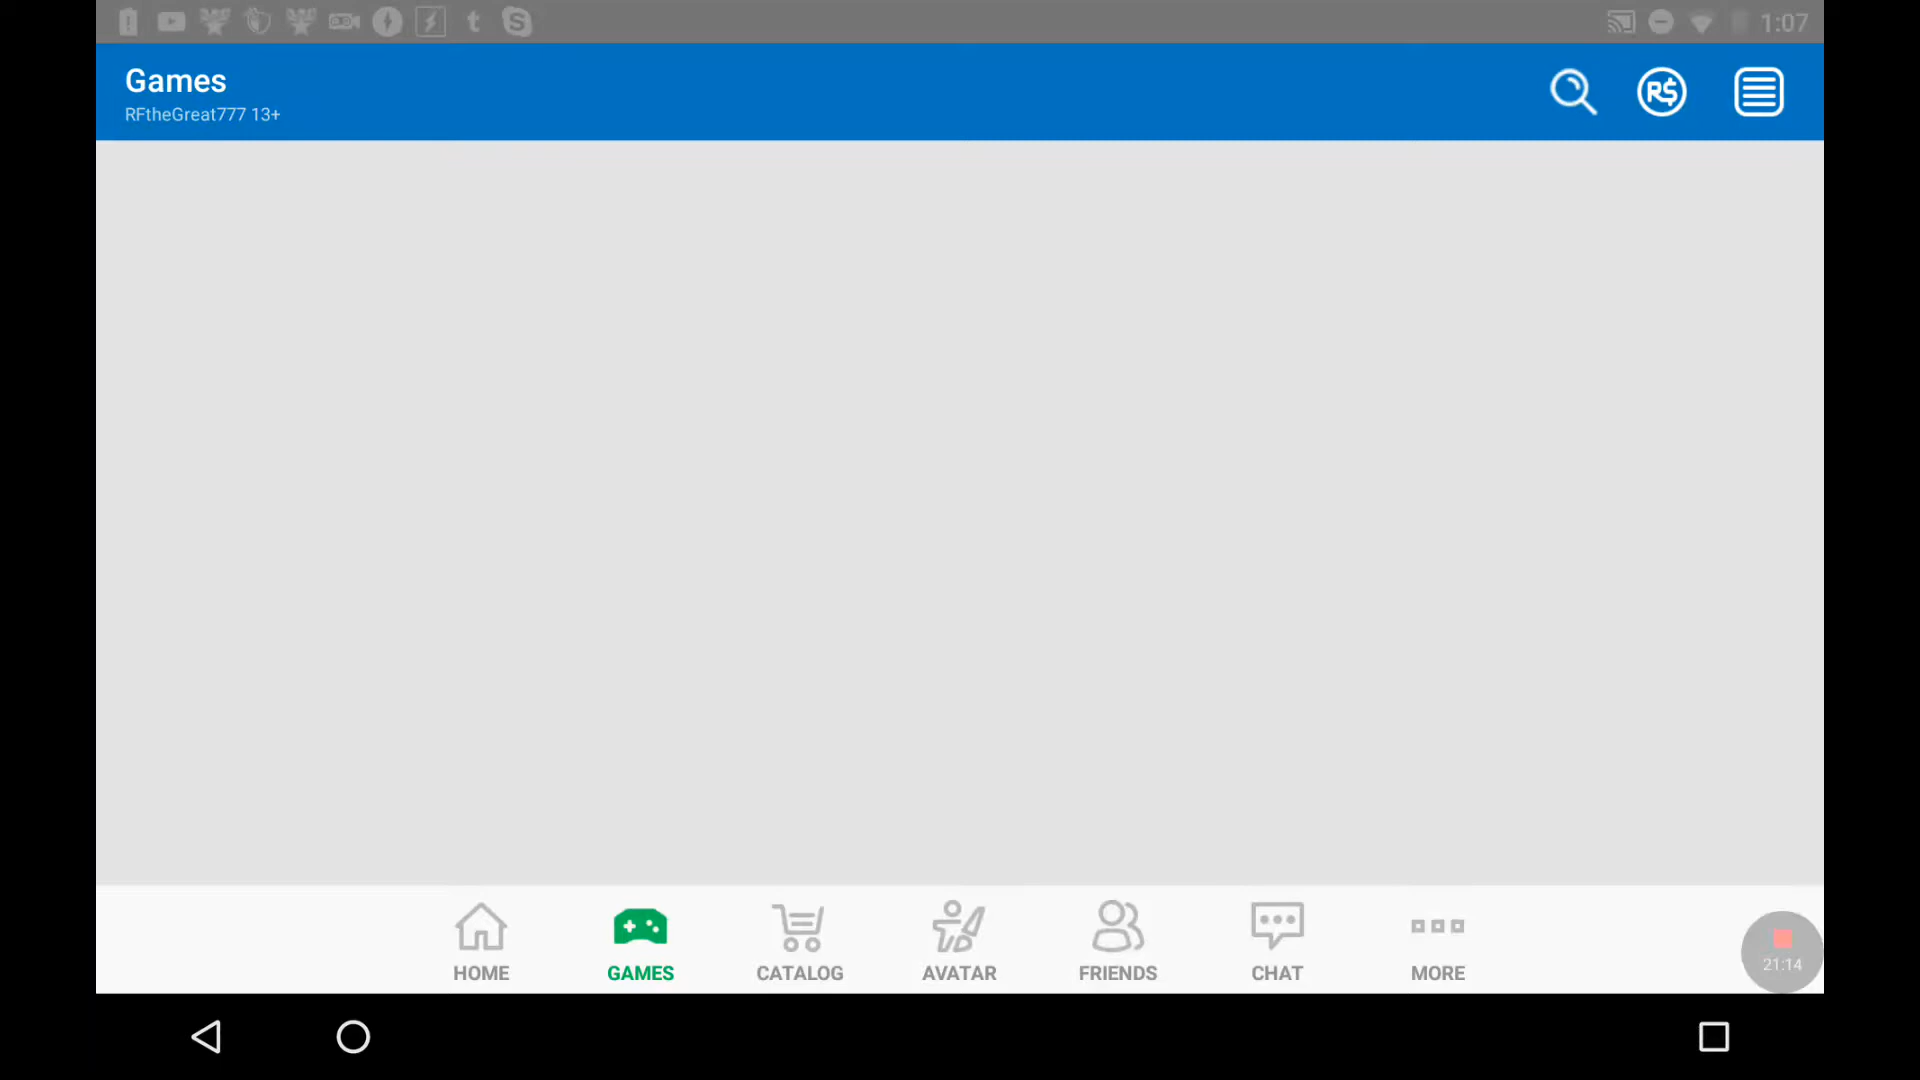 1:07
Games
RFtheGreat777 13+
R$
HOME
GAMES
CATALOG
AVATAR
FRIENDS
CHAT
MORE
21:14